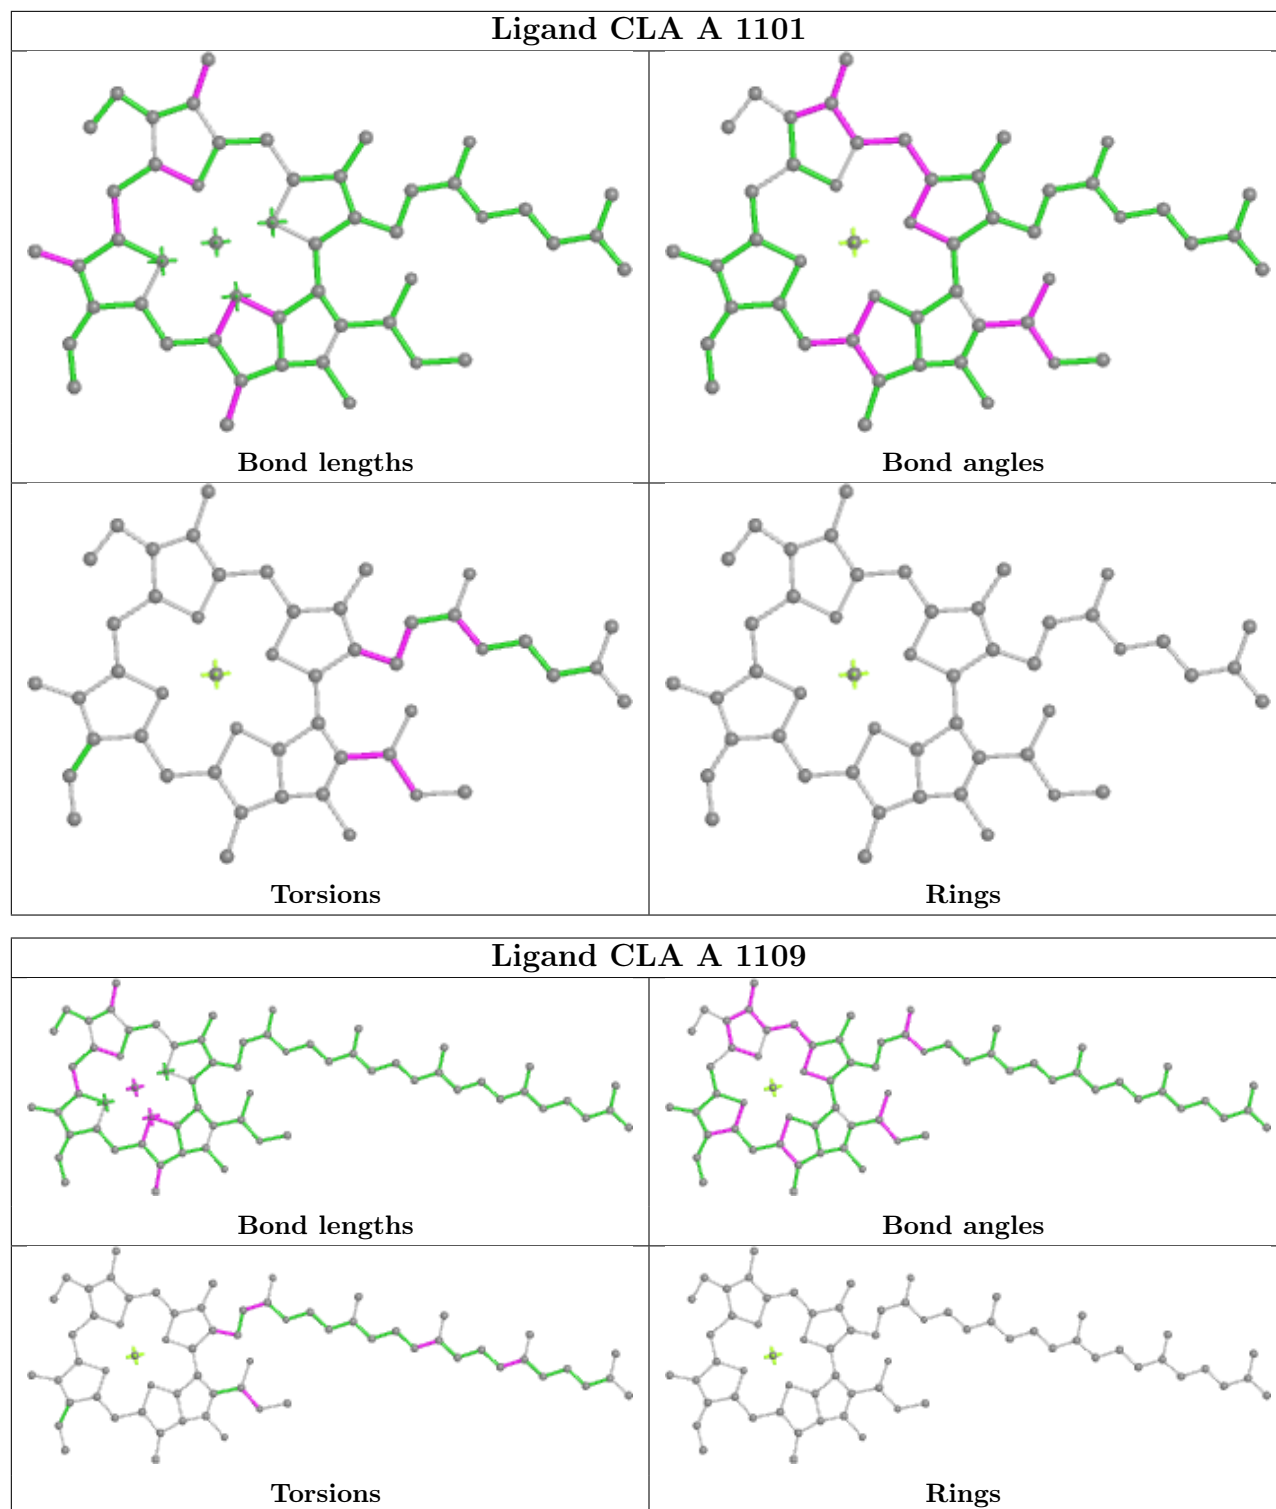 Ligand CLA A 1101
Bond lengths
Bond angles
Torsions
Rings
Ligand CLA A 1109
Bond lengths
Bond angles
Torsions
Rings